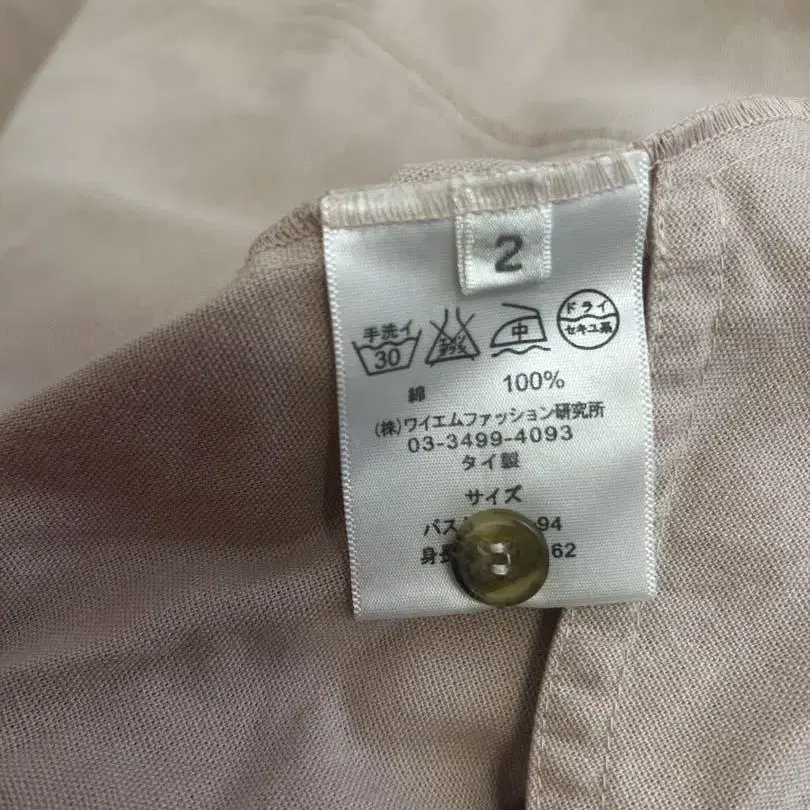 2
手洗イ
30
中
ドライ
セキユ系
綿 100%
(株)ワイエムファッション研究所
03-3499-4093
タイ製
サイズ
94
62